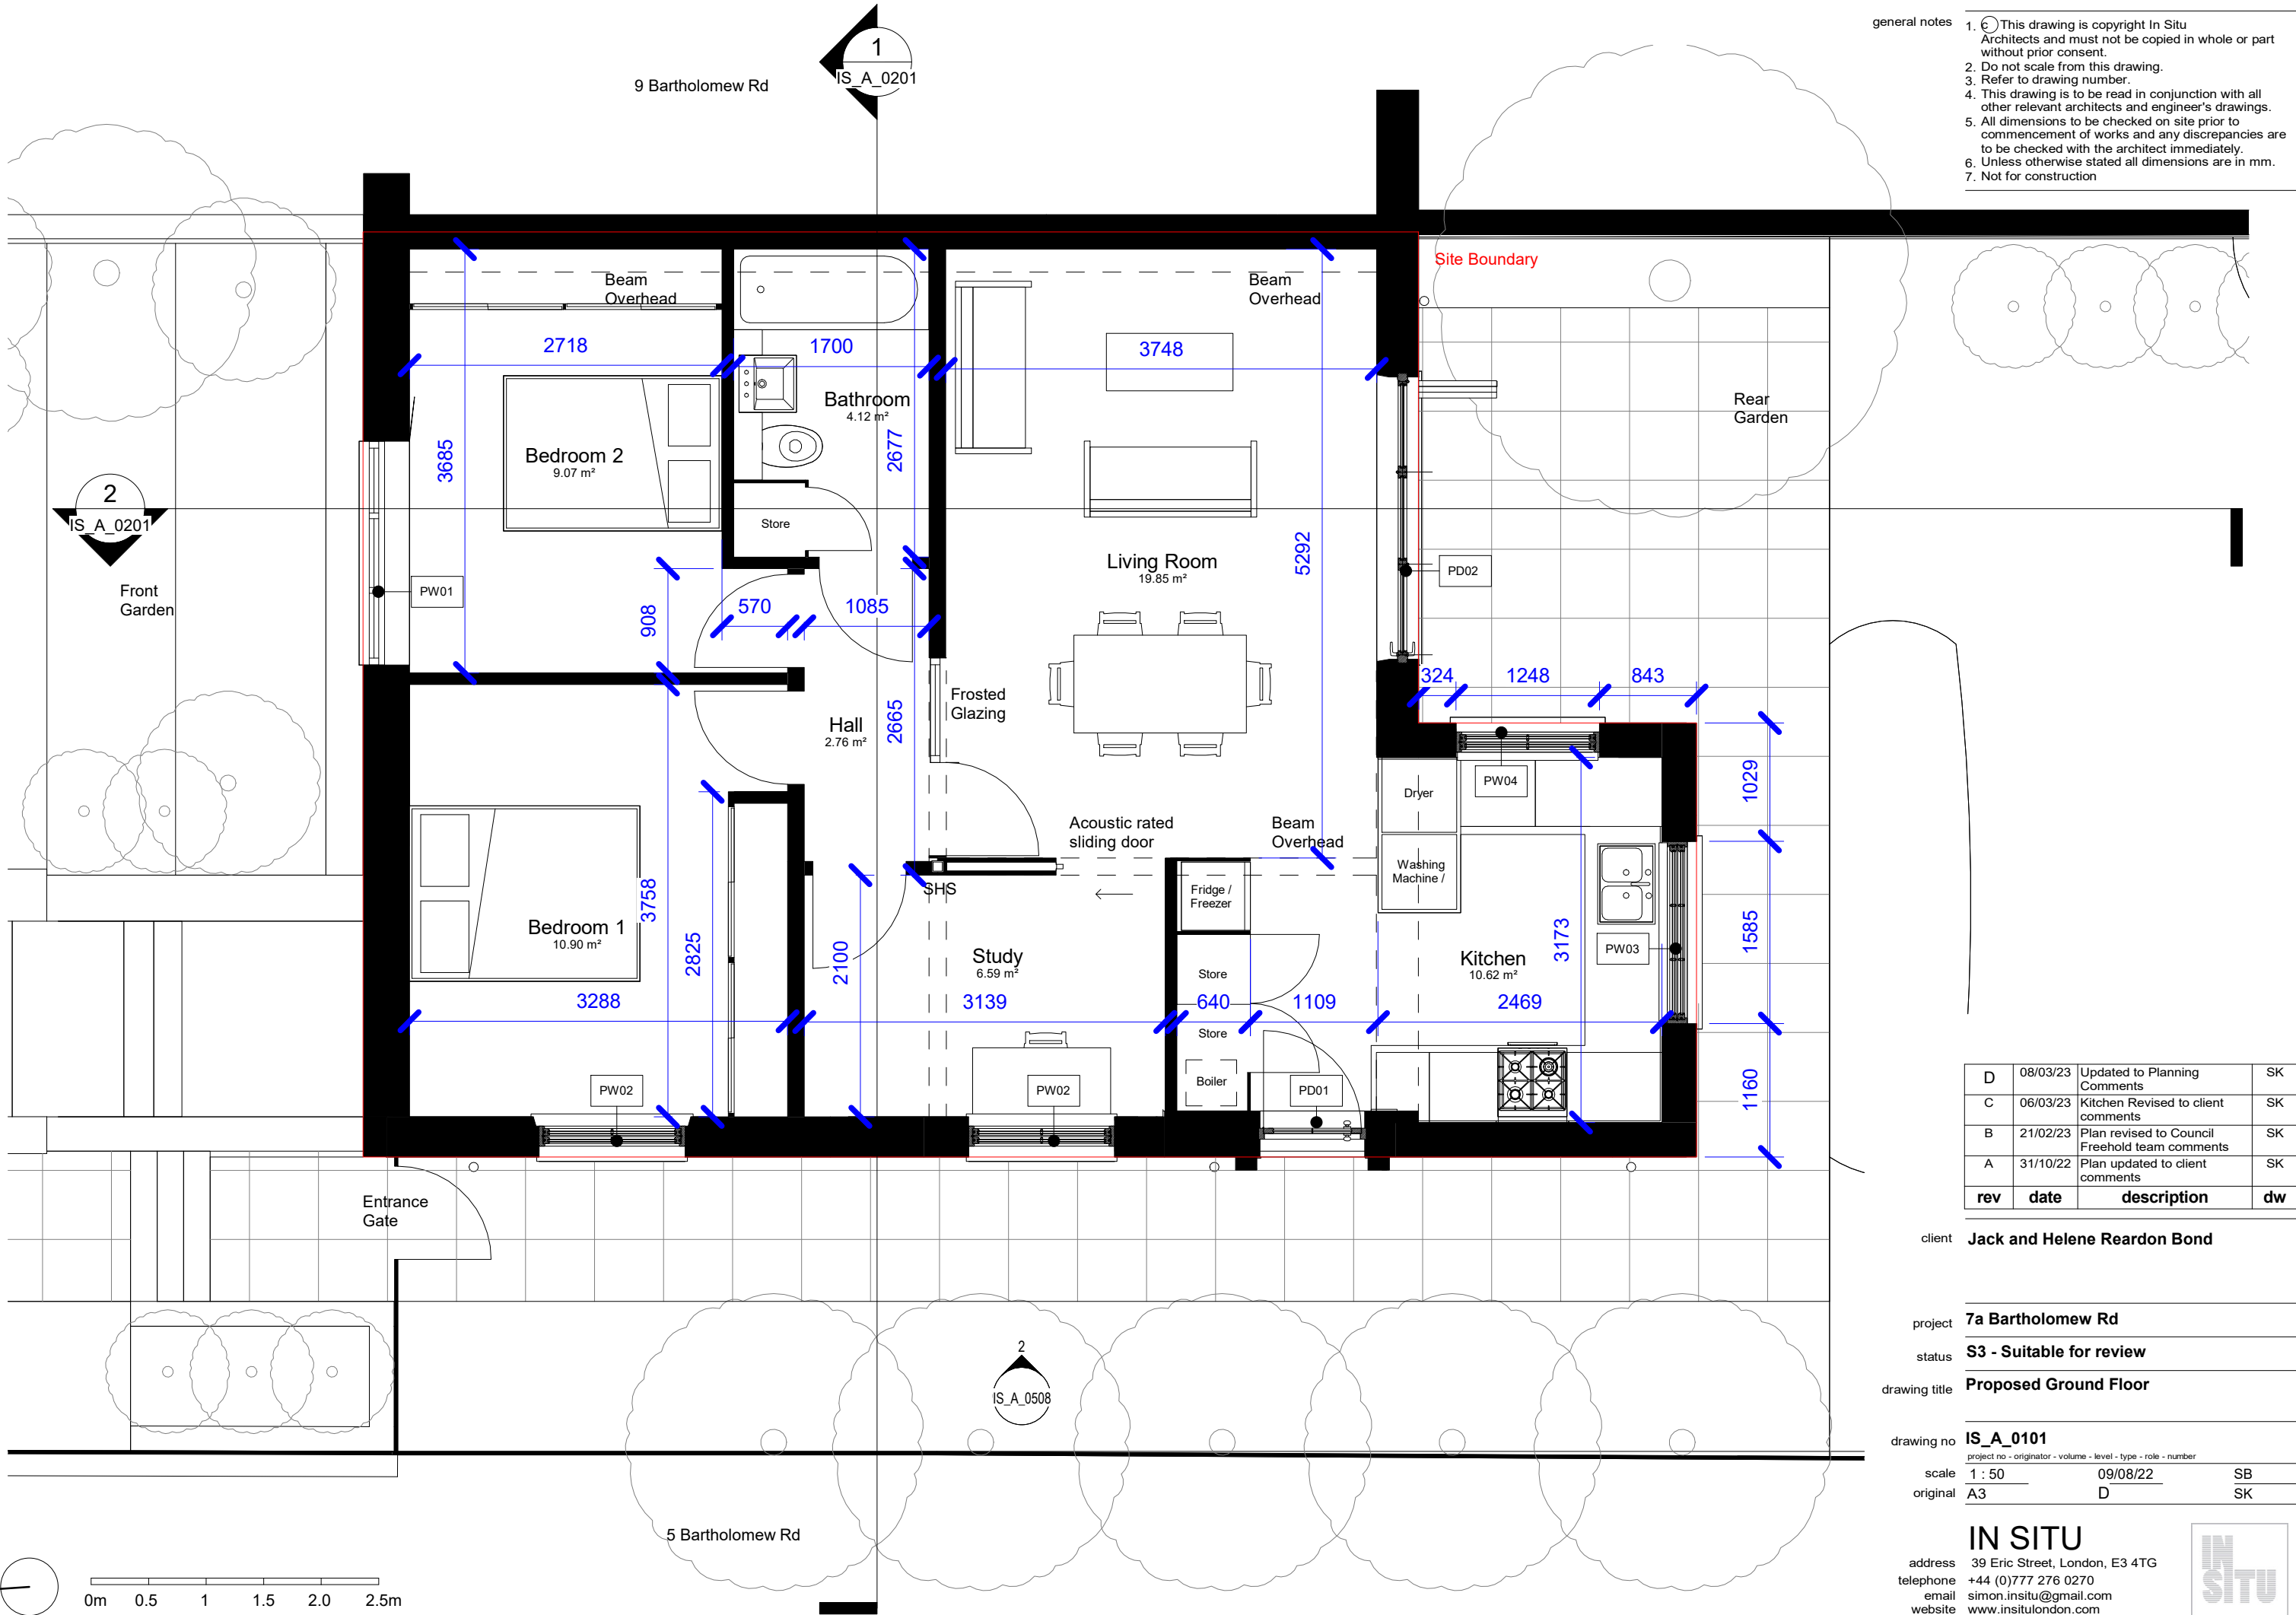 general notes
1. c This drawing is copyright In Situ
Architects and must not be copied in whole or part
without prior consent.
2. Do not scale from this drawing.
3. Refer to drawing number.
4. This drawing is to be read in conjunction with all
other relevant architects and engineer's drawings.
5. All dimensions to be checked on site prior to
commencement of works and any discrepancies are
to be checked with the architect immediately.
6. Unless otherwise stated all dimensions are in mm.
7. Not for construction
1
IS_A_0201
9 Bartholomew Rd
Site Boundary
Beam
Overhead
Beam
Overhead
2718
1700
3748
Bathroom
4.12 m²
Rear
Garden
3685
Bedroom 2
9.07 m²
2677
2
IS_A_0201
Store
5292
Living Room
19.85 m²
PD02
Front
Garden
PW01
908
570
1085
324
1248
843
Frosted
Glazing
Hall
2.76 m²
2665
PW04
1029
Dryer
Acoustic rated
sliding door
Beam
Overhead
Washing
Machine /
SHS
Fridge /
Freezer
3758
Bedroom 1
10.90 m²
2825
2100
Study
6.59 m²
3173
PW03
1585
Kitchen
10.62 m²
Store
3288
3139
640
1109
2469
Store
Boiler
PW02
PW02
PD01
1160
Entrance
Gate
2
IS_A_0508
5 Bartholomew Rd
0m 0.5 1 1.5 2.0 2.5m
D 08/03/23 Updated to Planning SK
Comments
C 06/03/23 Kitchen Revised to client SK
comments
B 21/02/23 Plan revised to Council SK
Freehold team comments
A 31/10/22 Plan updated to client SK
comments
rev date description dw
client Jack and Helene Reardon Bond
project 7a Bartholomew Rd
status S3 - Suitable for review
drawing title Proposed Ground Floor
drawing no IS_A_0101
project no - originator - volume - level - type - role - number
scale 1 : 50 09/08/22 SB
original A3 D SK
IN SITU
address 39 Eric Street, London, E3 4TG
telephone +44 (0)777 276 0270
email simon.insitu@gmail.com
website www.insitulondon.com
IN
SITU